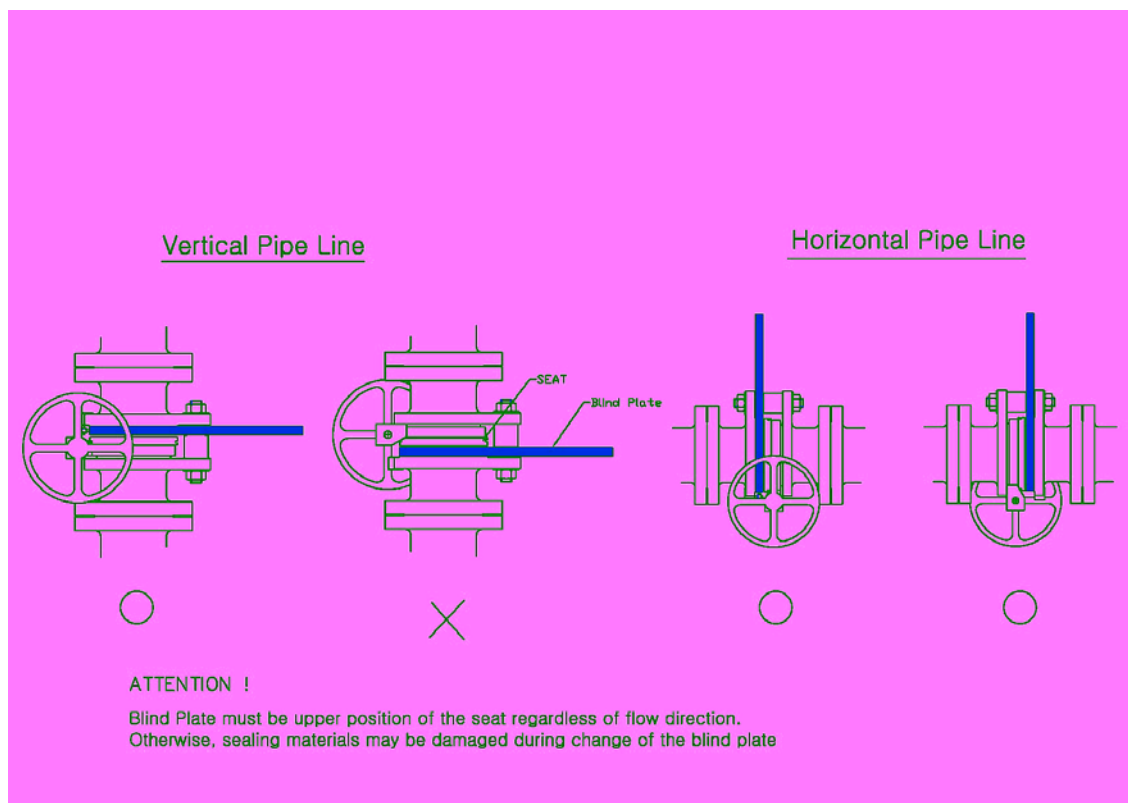 Vertical Pipe Line
Horizontal Pipe Line
SEAT
Blind Plate
ATTENTION !
Blind Plate must be upper position of the seat regardless of flow direction.
Otherwise, sealing materials may be damaged during change of the blind plate